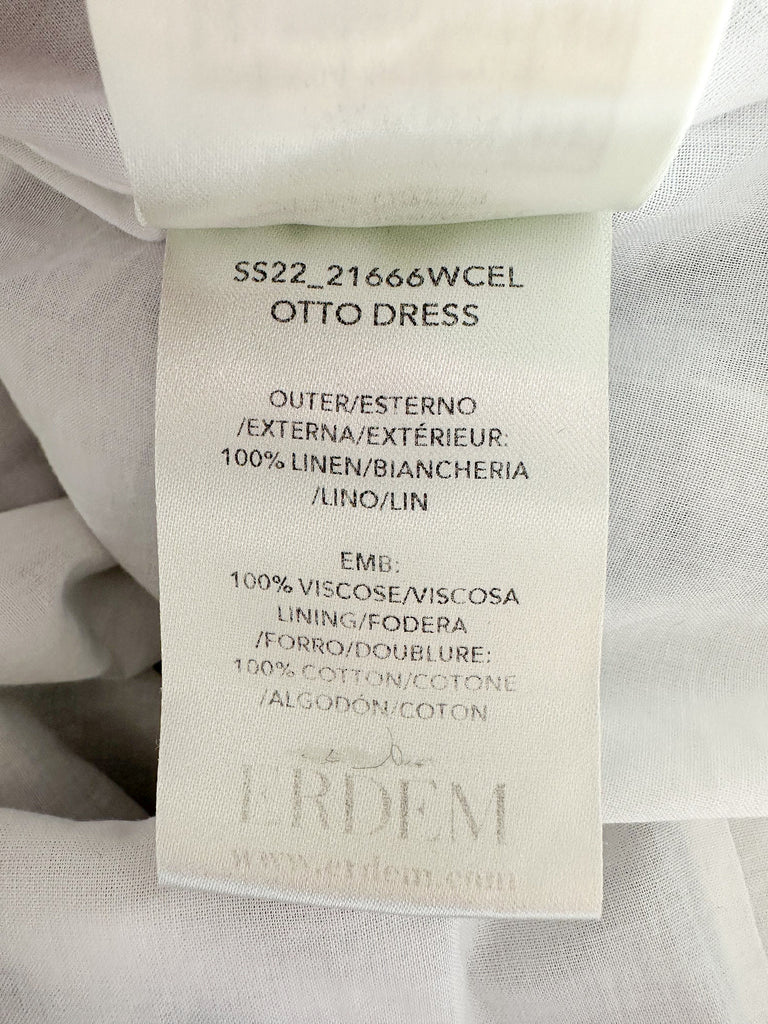 SS22_21666WCEL
OTTO DRESS
OUTER/ESTERNO
/EXTERNA/EXTÉRIEUR:
100% LINEN/BIANCHERIA
/LINO/LIN
EMB:
100% VISCOSE/VISCOSA
LINING/FODERA
/FORRO/DOUBLURE:
100% COTTON/COTONE
/ALGODÓN/COTON
ERDEM
www.erdem.com